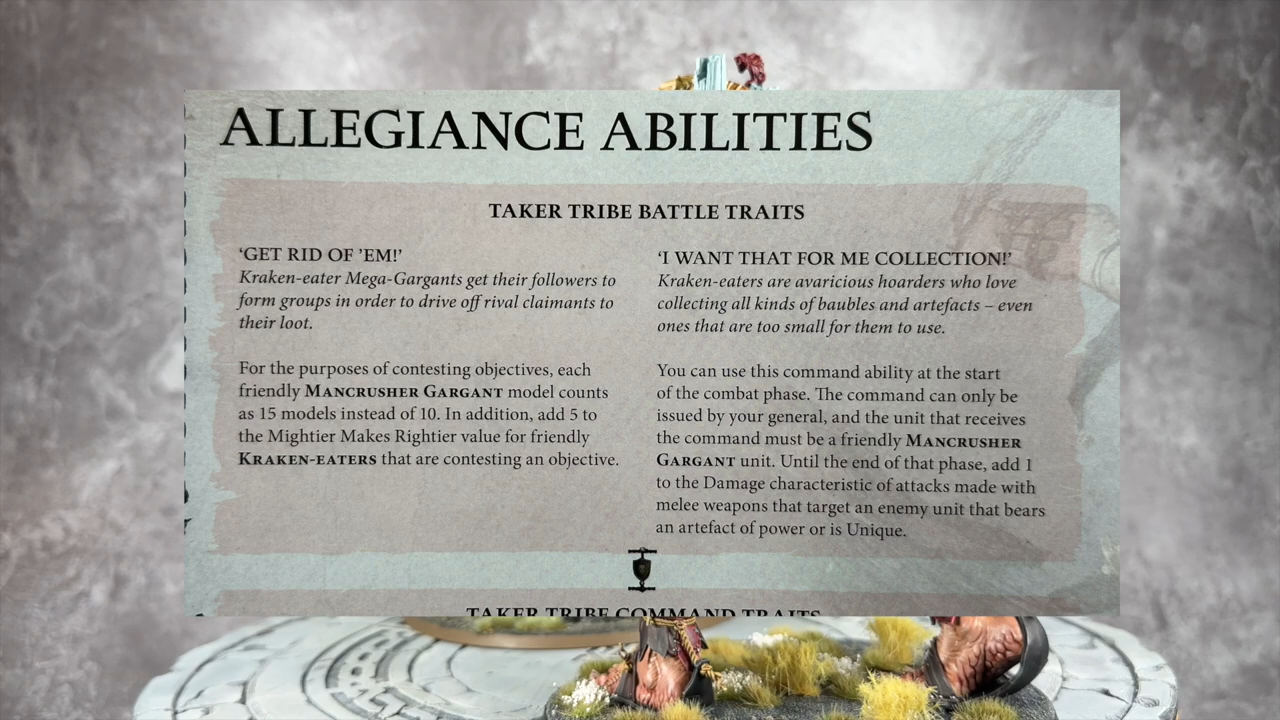 ALLEGIANCE ABILITIES
TAKER TRIBE BATTLE TRAITS
‘GET RID OF ’EM!’
Kraken-eater Mega-Gargants get their followers to
form groups in order to drive off rival claimants to
their loot.
For the purposes of contesting objectives, each
friendly MANCRUSHER GARGANT model counts
as 15 models instead of 10. In addition, add 5 to
the Mightier Makes Rightier value for friendly
KRAKEN-EATERS that are contesting an objective.
‘I WANT THAT FOR ME COLLECTION!’
Kraken-eaters are avaricious hoarders who love
collecting all kinds of baubles and artefacts – even
ones that are too small for them to use.
You can use this command ability at the start
of the combat phase. The command can only be
issued by your general, and the unit that receives
the command must be a friendly MANCRUSHER
GARGANT unit. Until the end of that phase, add 1
to the Damage characteristic of attacks made with
melee weapons that target an enemy unit that bears
an artefact of power or is Unique.
TAKER TRIBE COMMAND TRAITS